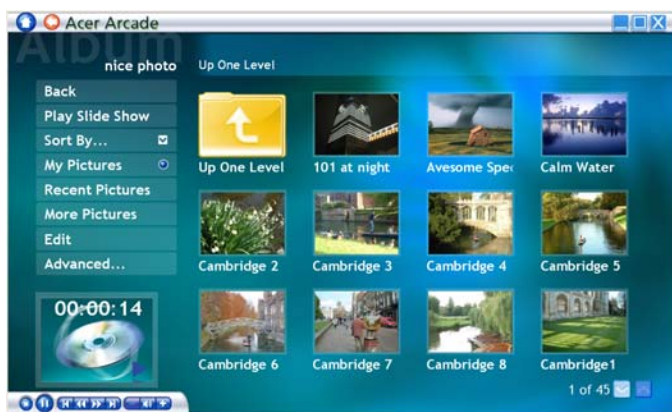 Acer Arcade
Album
nice photo
Up One Level
Back
Play Slide Show
Sort By...
My Pictures
Recent Pictures
More Pictures
Edit
Advanced...
00:00:14
Up One Level
101 at night
Avesome Spe
Calm Water
Cambridge 2
Cambridge 3
Cambridge 4
Cambridge 5
Cambridge 6
Cambridge 7
Cambridge 8
Cambridge1
1 of 45